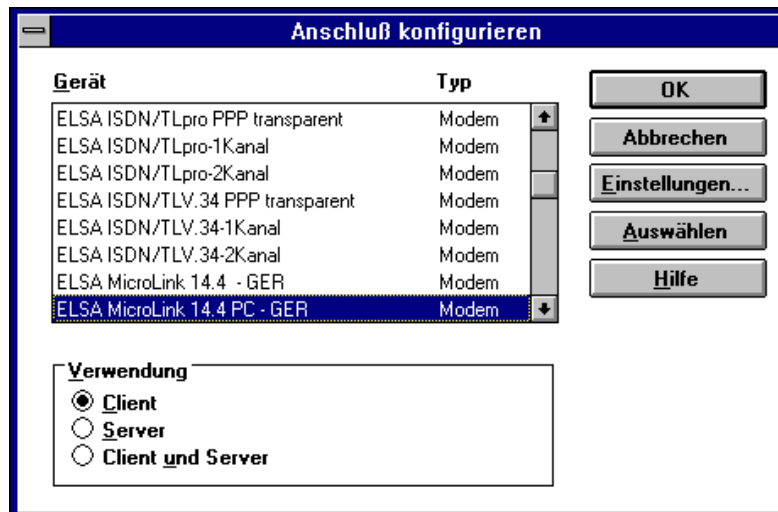 Anschluß konfigurieren
Gerät Typ
ELSA ISDN/TLpro PPP transparent Modem
ELSA ISDN/TLpro-1Kanal Modem
ELSA ISDN/TLpro-2Kanal Modem
ELSA ISDN/TLV.34 PPP transparent Modem
ELSA ISDN/TLV.34-1Kanal Modem
ELSA ISDN/TLV.34-2Kanal Modem
ELSA MicroLink 14.4 - GER Modem
ELSA MicroLink 14.4 PC - GER Modem
OK
Abbrechen
Einstellungen...
Auswählen
Hilfe
Verwendung
Client
Server
Client und Server